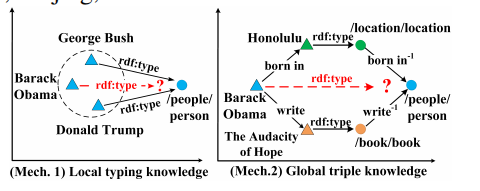 George Bush
rdf:type
Barack
Obama
rdf:type
?
rdf:type
/people/
person
Donald Trump
(Mech. 1) Local typing knowledge
/location/location
Honolulu
rdf:type
born in
born in-1
rdf:type
?
Barack
Obama
/people/
person
write
write-1
The Audacity
of Hope
rdf:type
/book/book
(Mech.2) Global triple knowledge